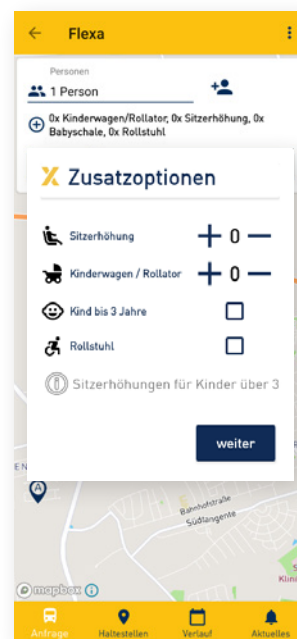 Flexa
Personen
1 Person
0x Kinderwagen/Rollator, 0x Sitzerhöhung, 0x
Babyschale, 0x Rollstuhl
Zusatzoptionen
Sitzerhöhung + 0 —
Kinderwagen / Rollator + 0 —
Kind bis 3 Jahre
Rollstuhl
Sitzerhöhungen für Kinder über 3
weiter
A
Bahnhofstraße
Südtangente
mapbox
Anfrage
Haltestellen
Verlauf
Aktuelles